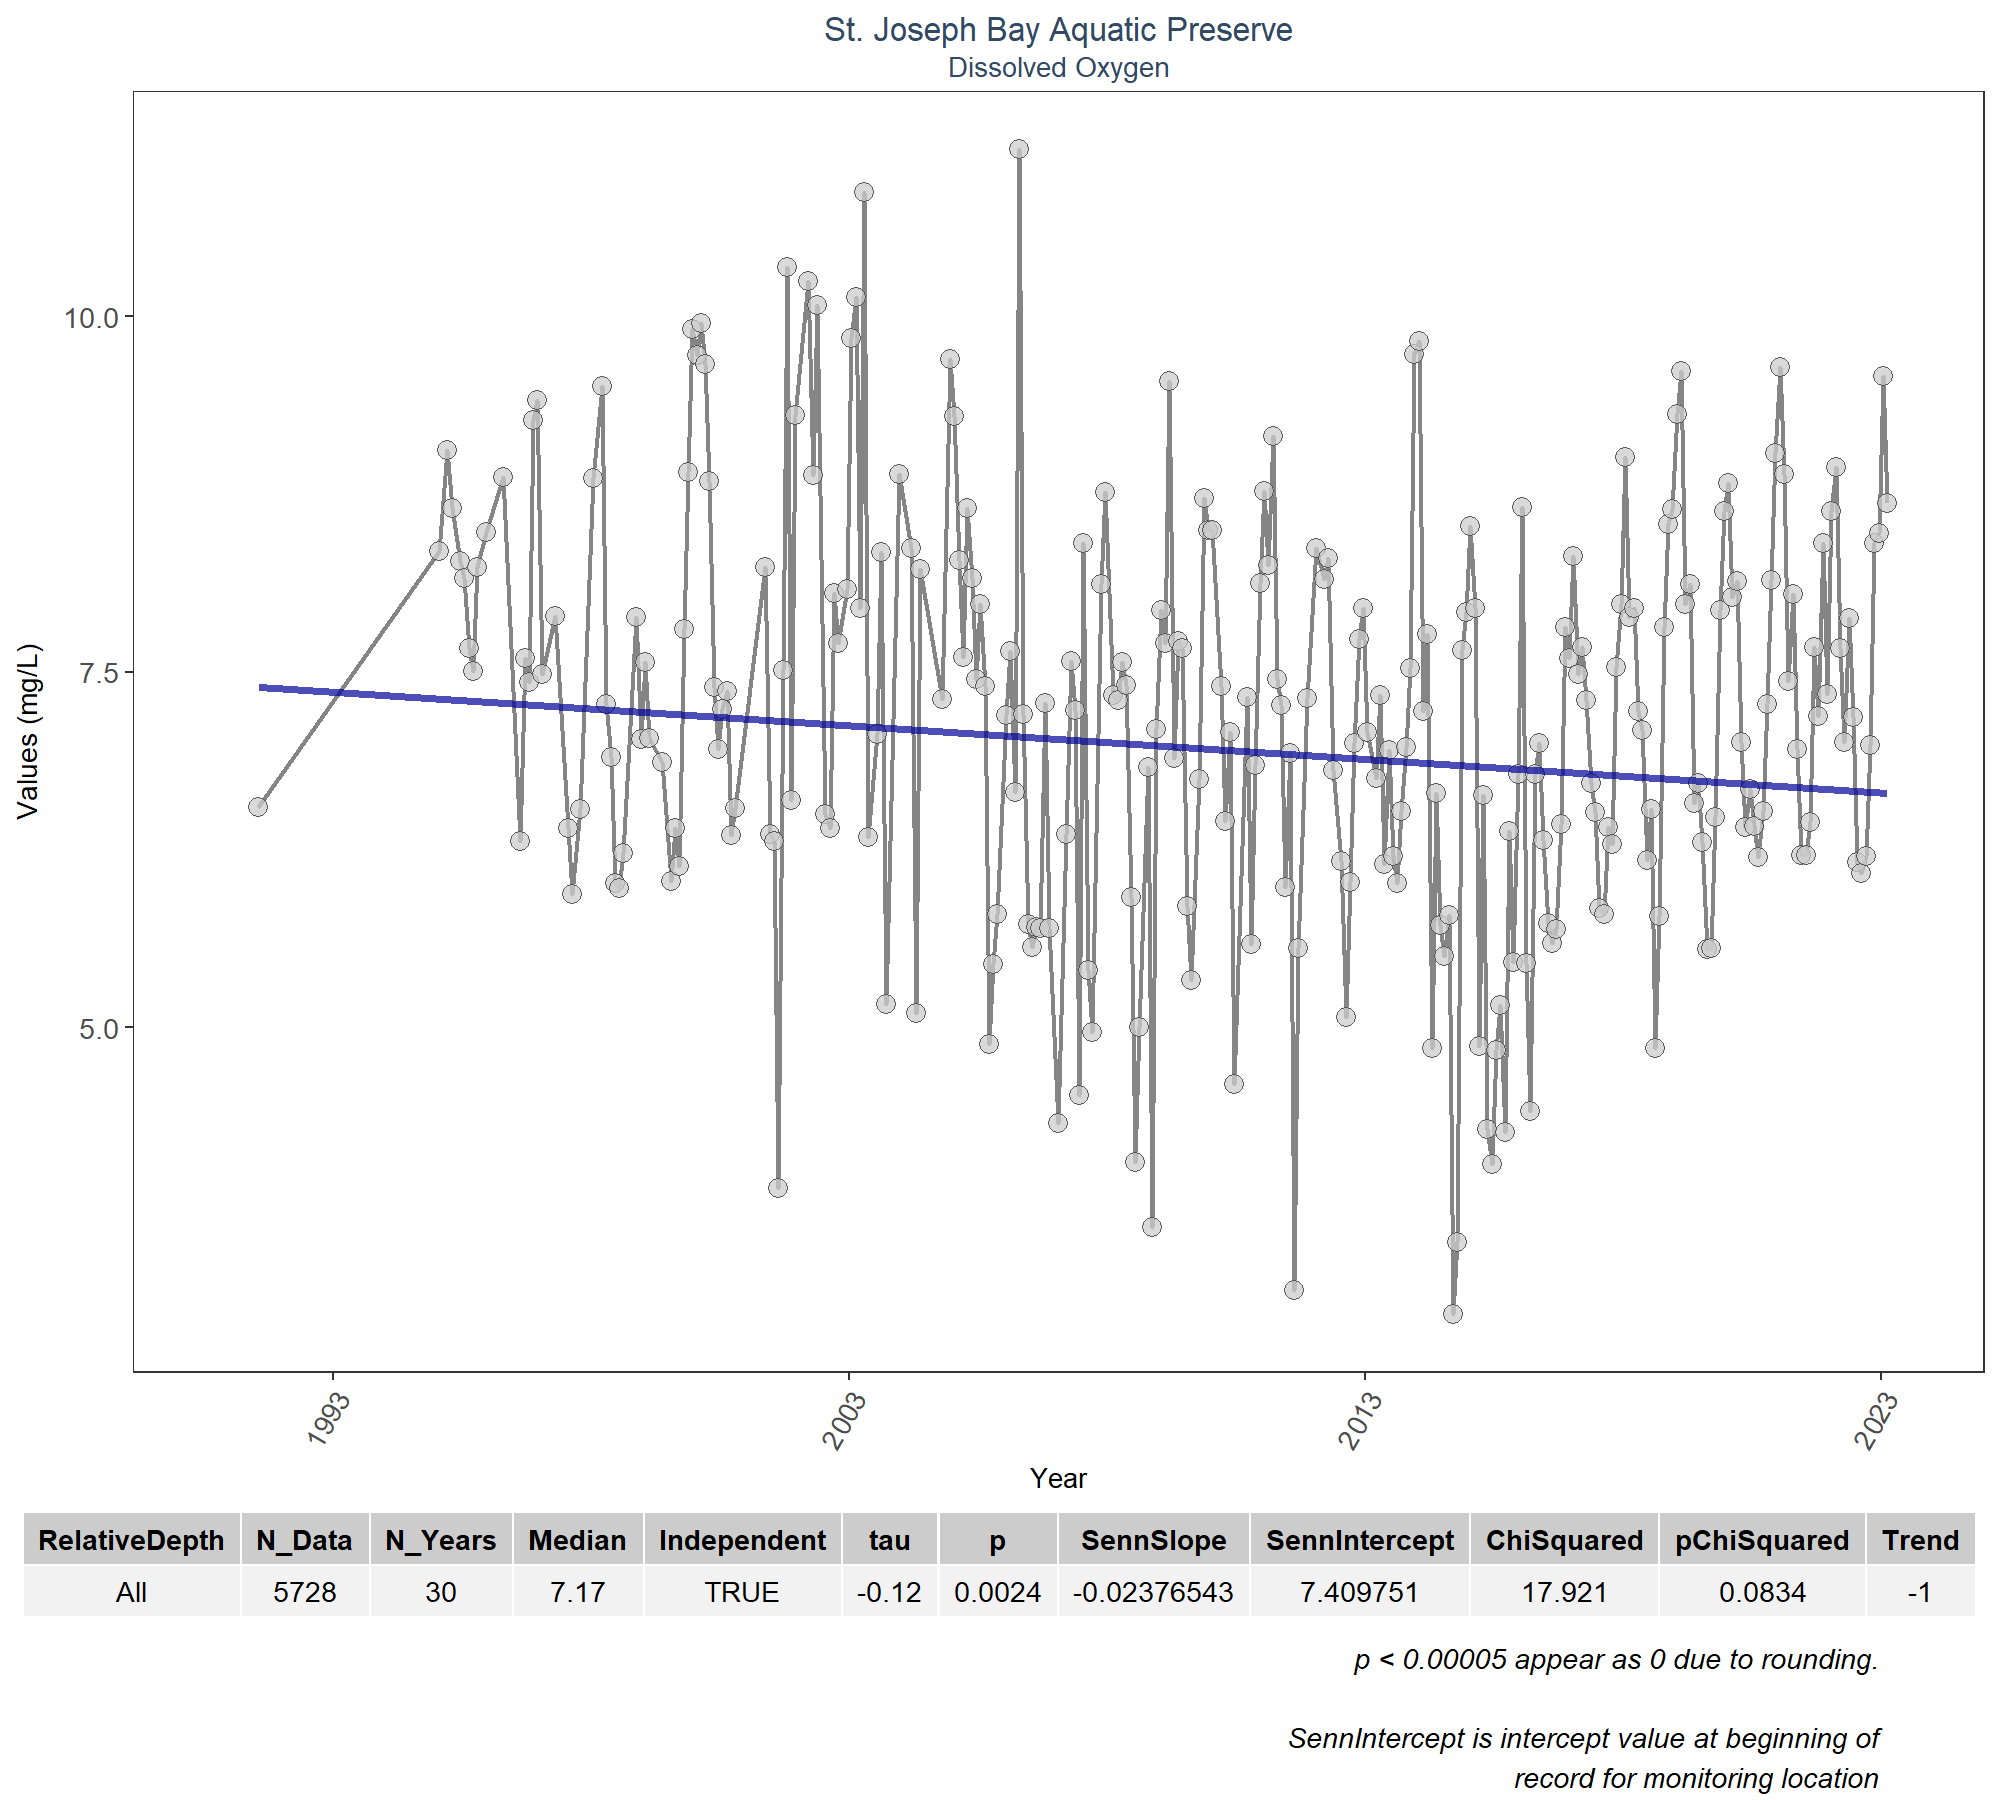 St. Joseph Bay Aquatic Preserve
Dissolved Oxygen
Values (mg/L)
10.0
7.5
5.0
1993 2003 2013 2023
Year
RelativeDepth N_Data N_Years Median Independent tau p SennSlope SennIntercept ChiSquared pChiSquared Trend
All 5728 30 7.17 TRUE -0.12 0.0024 -0.02376543 7.409751 17.921 0.0834 -1
p < 0.00005 appear as 0 due to rounding.
SennIntercept is intercept value at beginning of
record for monitoring location